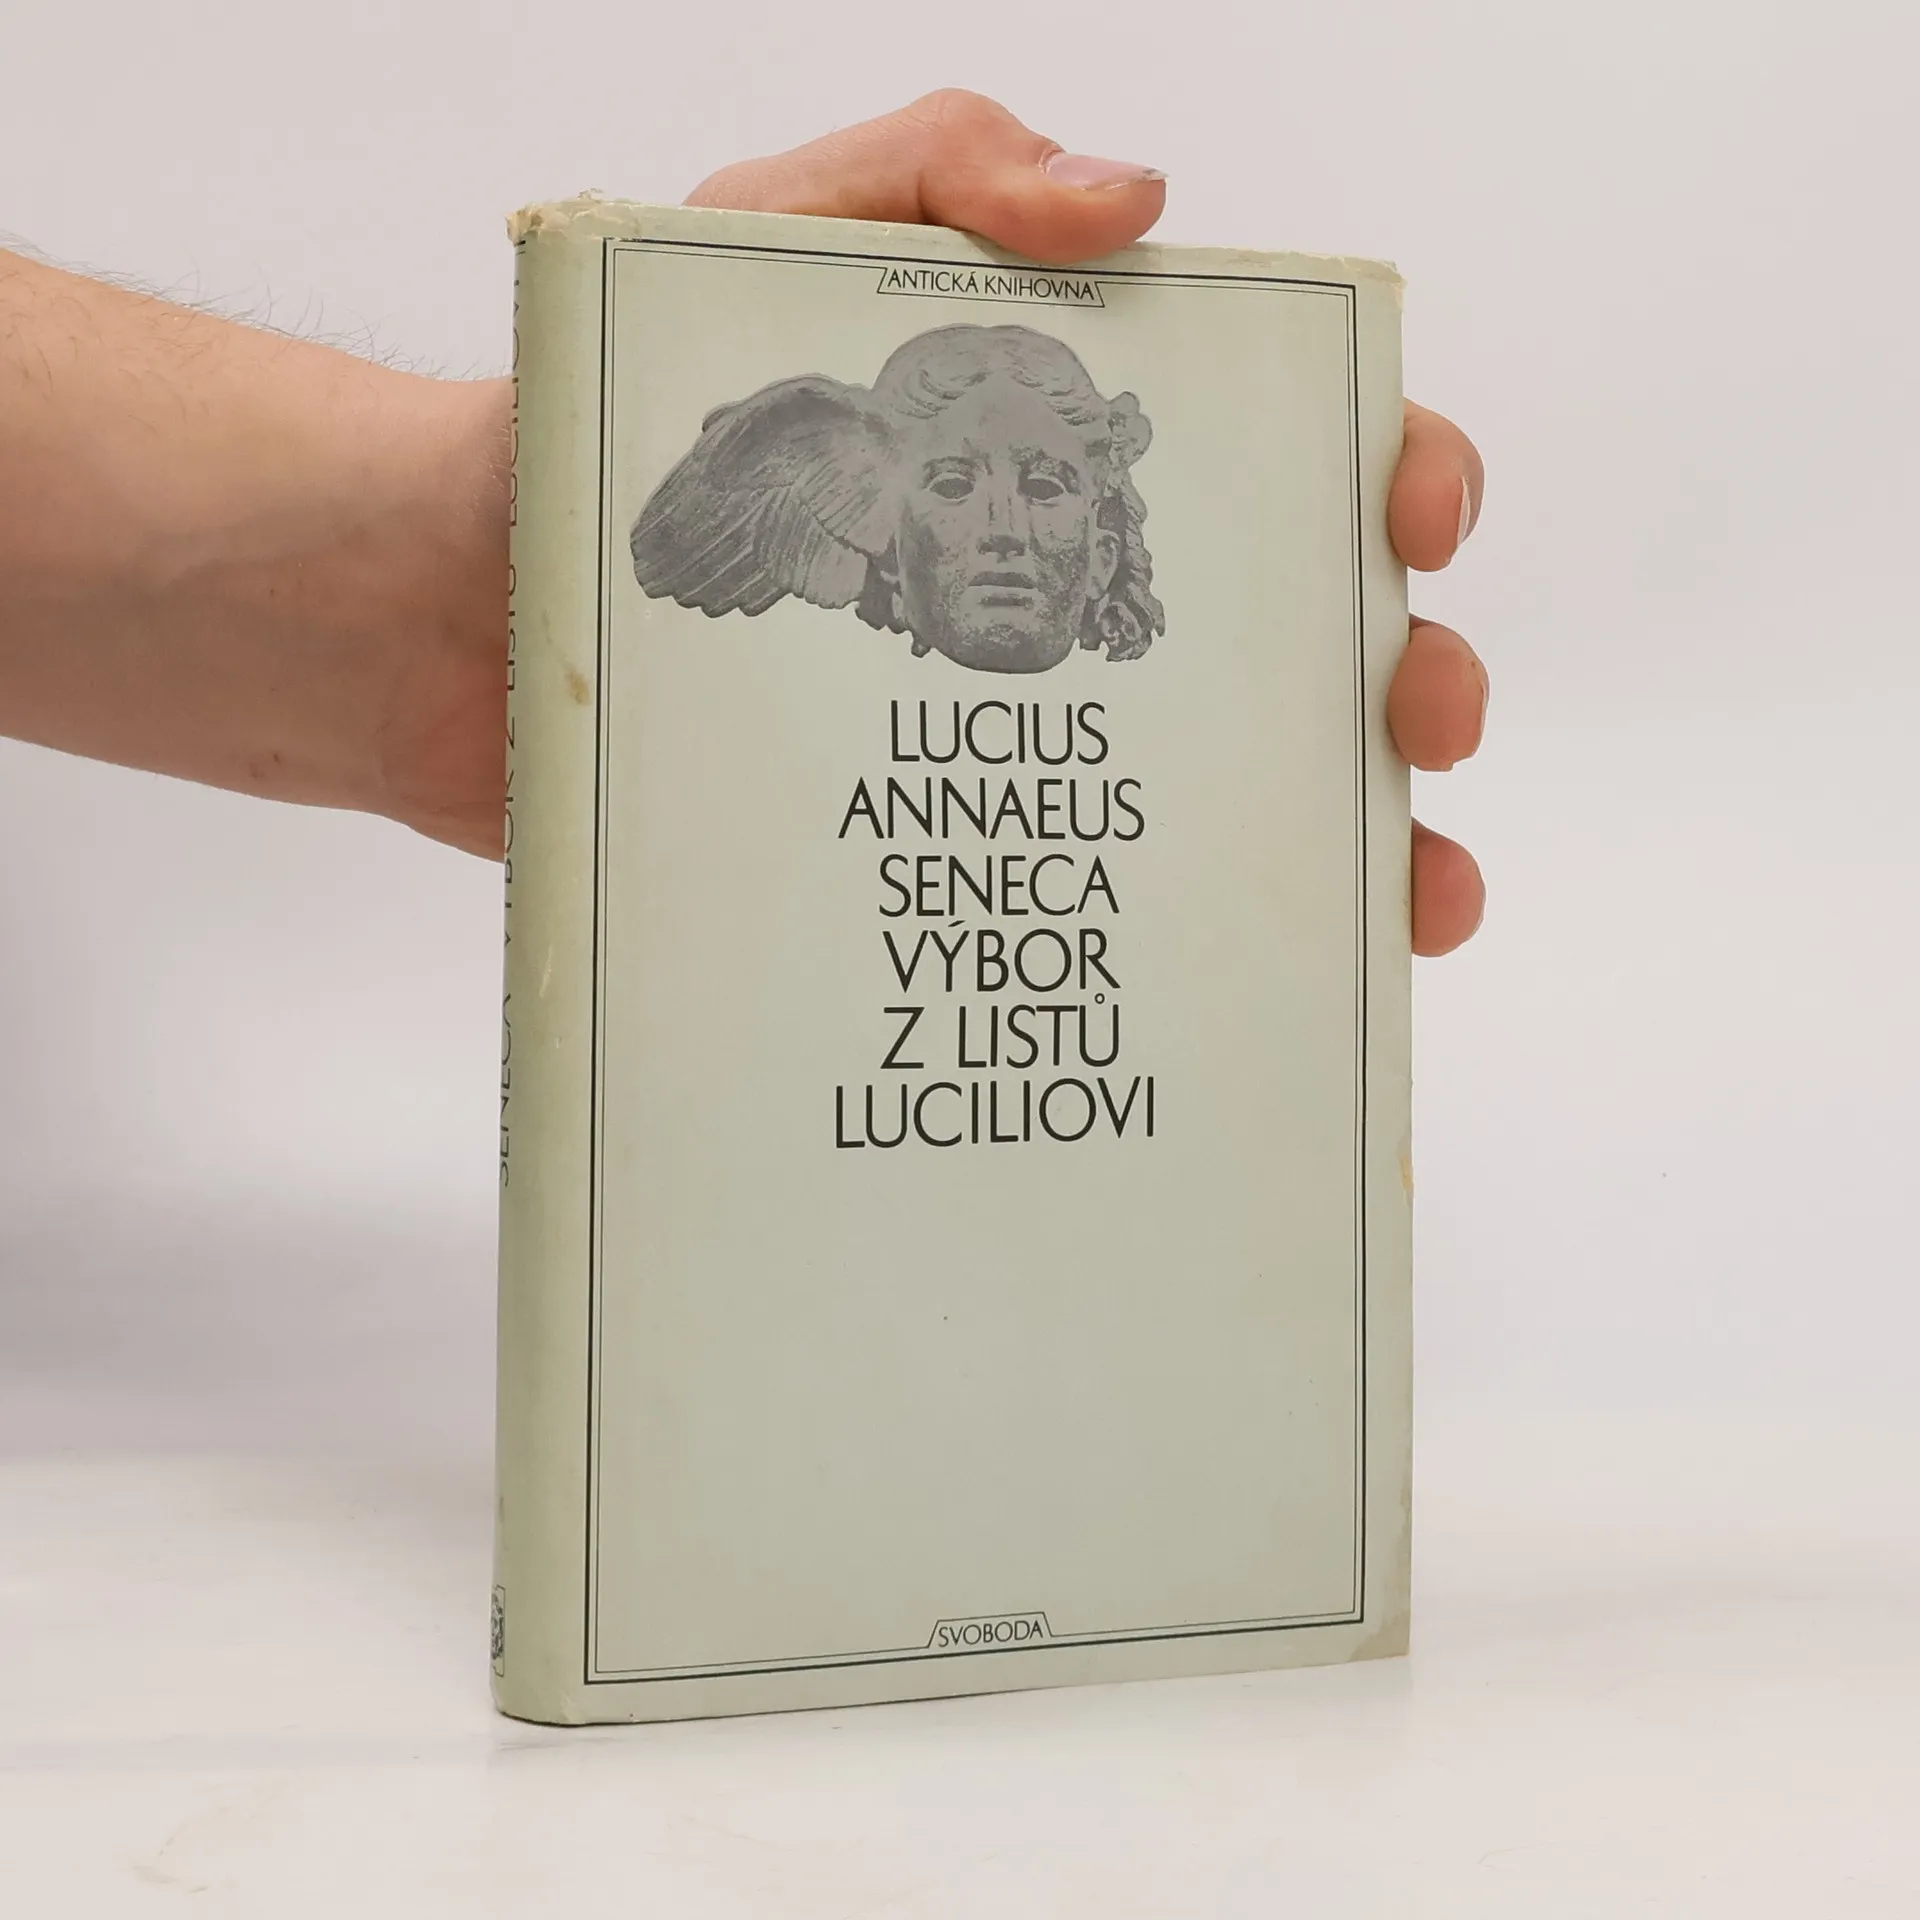 ANTICKÁ KNIHOVNA
LUCIUS
ANNAEUS
SENECA
VÝBOR
Z LISTŮ
LUCILIOVI
SVOBODA
SENECA VÝBOR Z LISTŮ LUCILIOVI